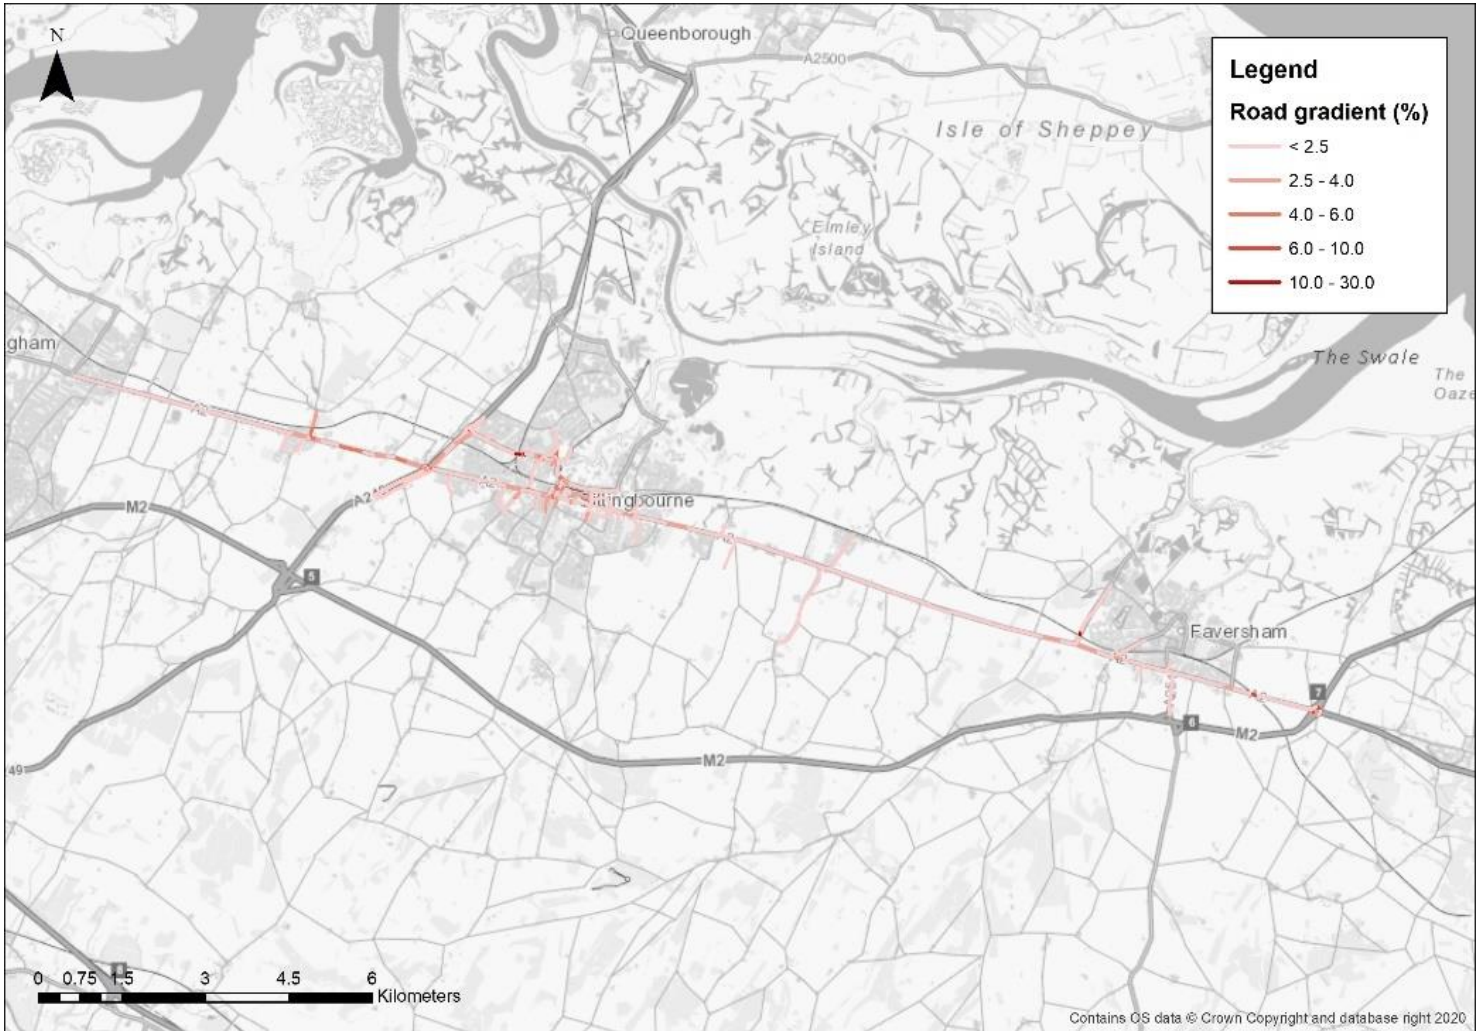 N
Queenborough
A2500
Legend
Road gradient (%)
< 2.5
2.5 - 4.0
4.0 - 6.0
6.0 - 10.0
10.0 - 30.0
Isle of Sheppey
Elmley
Island
The Swale
The
Oaze
gham
A2
A2
M2
5
A2
Faversham
7
6
M2
M2
49
0 0.75 1.5 3 4.5 6
Kilometers
Contains OS data © Crown Copyright and database right 2020